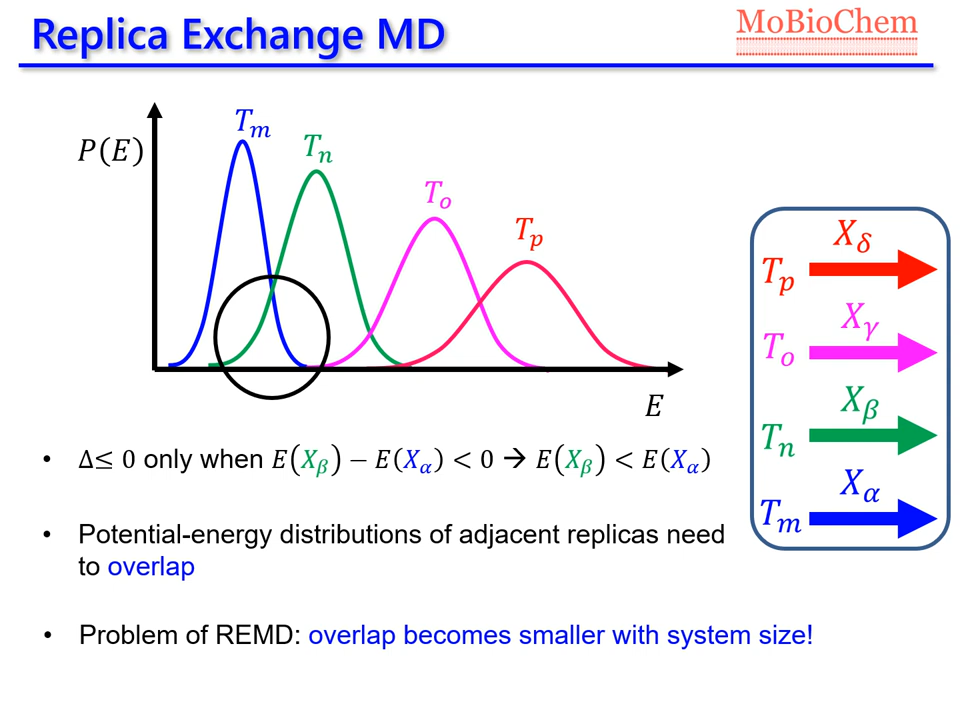 Replica Exchange MD
MoBioChem
P(E)
T_m
T_n
T_o
T_p
E
X_δ
T_p
X_γ
T_o
X_β
T_n
X_α
T_m
• Δ≤ 0 only when E(X_β) − E(X_α) < 0 → E(X_β) < E(X_α)
• Potential-energy distributions of adjacent replicas need
to overlap
• Problem of REMD: overlap becomes smaller with system size!